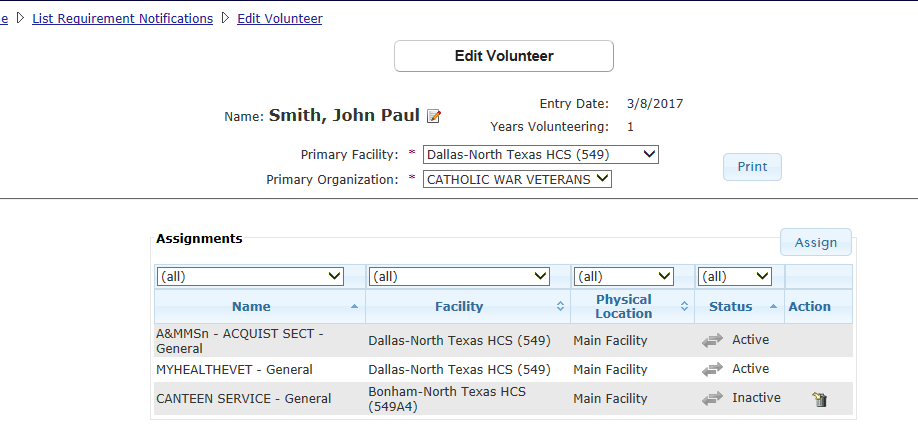 e List Requirement Notifications Edit Volunteer
Edit Volunteer
Name: Smith, John Paul
Entry Date: 3/8/2017
Years Volunteering: 1
Primary Facility: * Dallas-North Texas HCS (549)
Primary Organization: * CATHOLIC WAR VETERANS
Print
Assignments
Assign
(all) (all) (all) (all)
Name Facility Physical Location Status Action
A&MMSn - ACQUIST SECT - General Dallas-North Texas HCS (549) Main Facility Active
MYHEALTHEVET - General Dallas-North Texas HCS (549) Main Facility Active
CANTEEN SERVICE - General Bonham-North Texas HCS (549A4) Main Facility Inactive